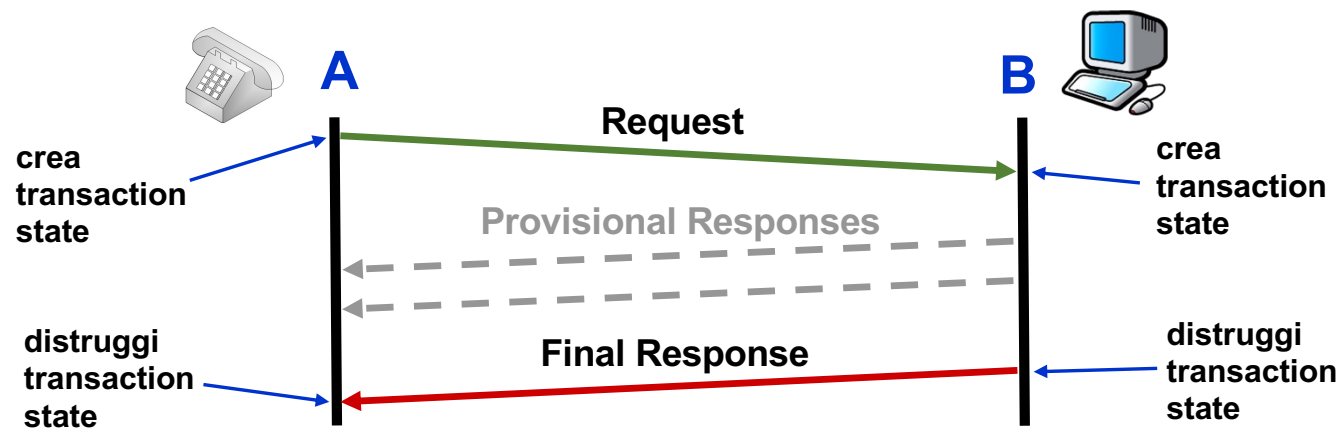 A
B
Request
crea
transaction
state
crea
transaction
state
Provisional Responses
distruggi
transaction
state
Final Response
distruggi
transaction
state